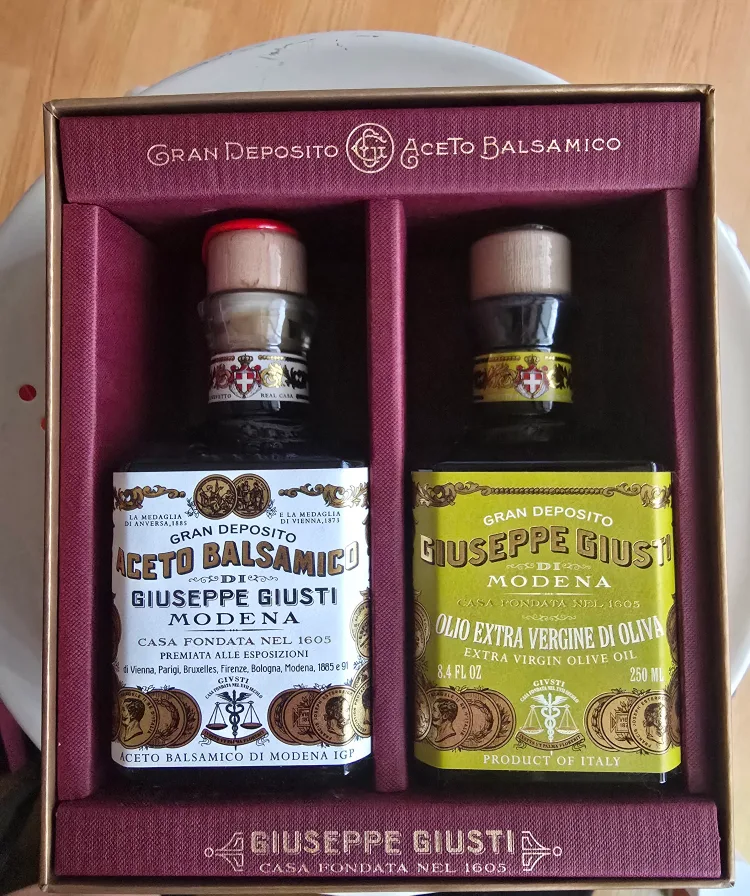 GRAN DEPOSITO ACETO BALSAMICO
REAL CASA
LA MEDAGLIA
DI ANVERSA, 1885
E LA MEDAGLIA
DI VIENNA, 1873
GRAN DEPOSITO
ACETO BALSAMICO
DI
GIUSEPPE GIUSTI
MODENA
CASA FONDATA NEL 1605
PREMIATA ALLE ESPOSIZIONI
di Vienna, Parigi, Bruxelles, Firenze, Bologna, Modena, 1885 e 91
GIVSTI
ACETO BALSAMICO DI MODENA IGP
GRAN DEPOSITO
GIUSEPPE GIUSTI
DI
MODENA
CASA FONDATA NEL 1605
OLIO EXTRA VERGINE DI OLIVA
EXTRA VIRGIN OLIVE OIL
8.4 FL OZ
250 ML
GIVSTI
PRODUCT OF ITALY
GIUSEPPE GIUSTI
CASA FONDATA NEL 1605